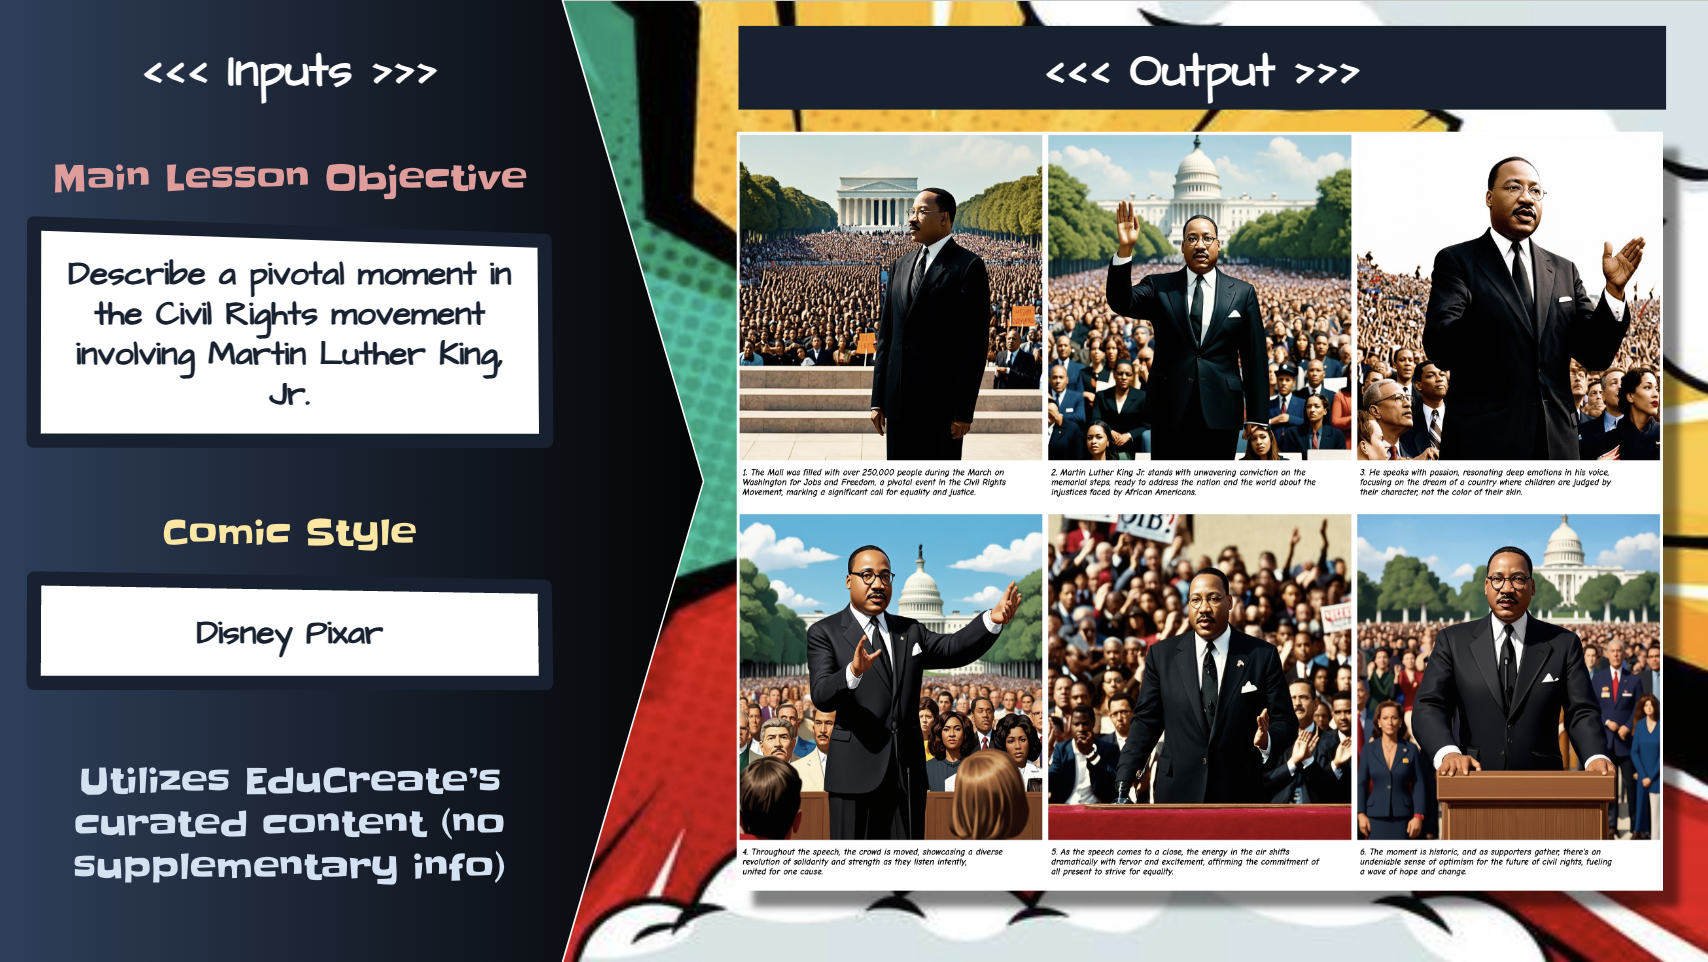 <<< Inputs >>>
Main Lesson Objective
Describe a pivotal moment in
the Civil Rights movement
involving Martin Luther King,
Jr.
Comic Style
Disney Pixar
Utilizes EduCreate's
curated content (no
supplementary info)
<<< Output >>>
1. The Mall was filled with over 250,000 people during the March on
Washington for Jobs and Freedom, a pivotal event in the Civil Rights
Movement, marking a significant call for equality and justice.
2. Martin Luther King Jr. stands with unwavering conviction on the
memorial steps, ready to address the nation and the world about the
injustices faced by African Americans.
3. He speaks with passion, resonating deep emotions in his voice,
focusing on the dream of a country where children are judged by
their character, not the color of their skin.
4. Throughout the speech, the crowd is moved, showcasing a diverse
revolution of solidarity and strength as they listen intently,
united for one cause.
5. As the speech comes to a close, the energy in the air shifts
dramatically with fervor and excitement, affirming the commitment of
all present to strive for equality.
6. The moment is historic, and as supporters gather, there's an
undeniable sense of optimism for the future of civil rights, fueling
a wave of hope and change.